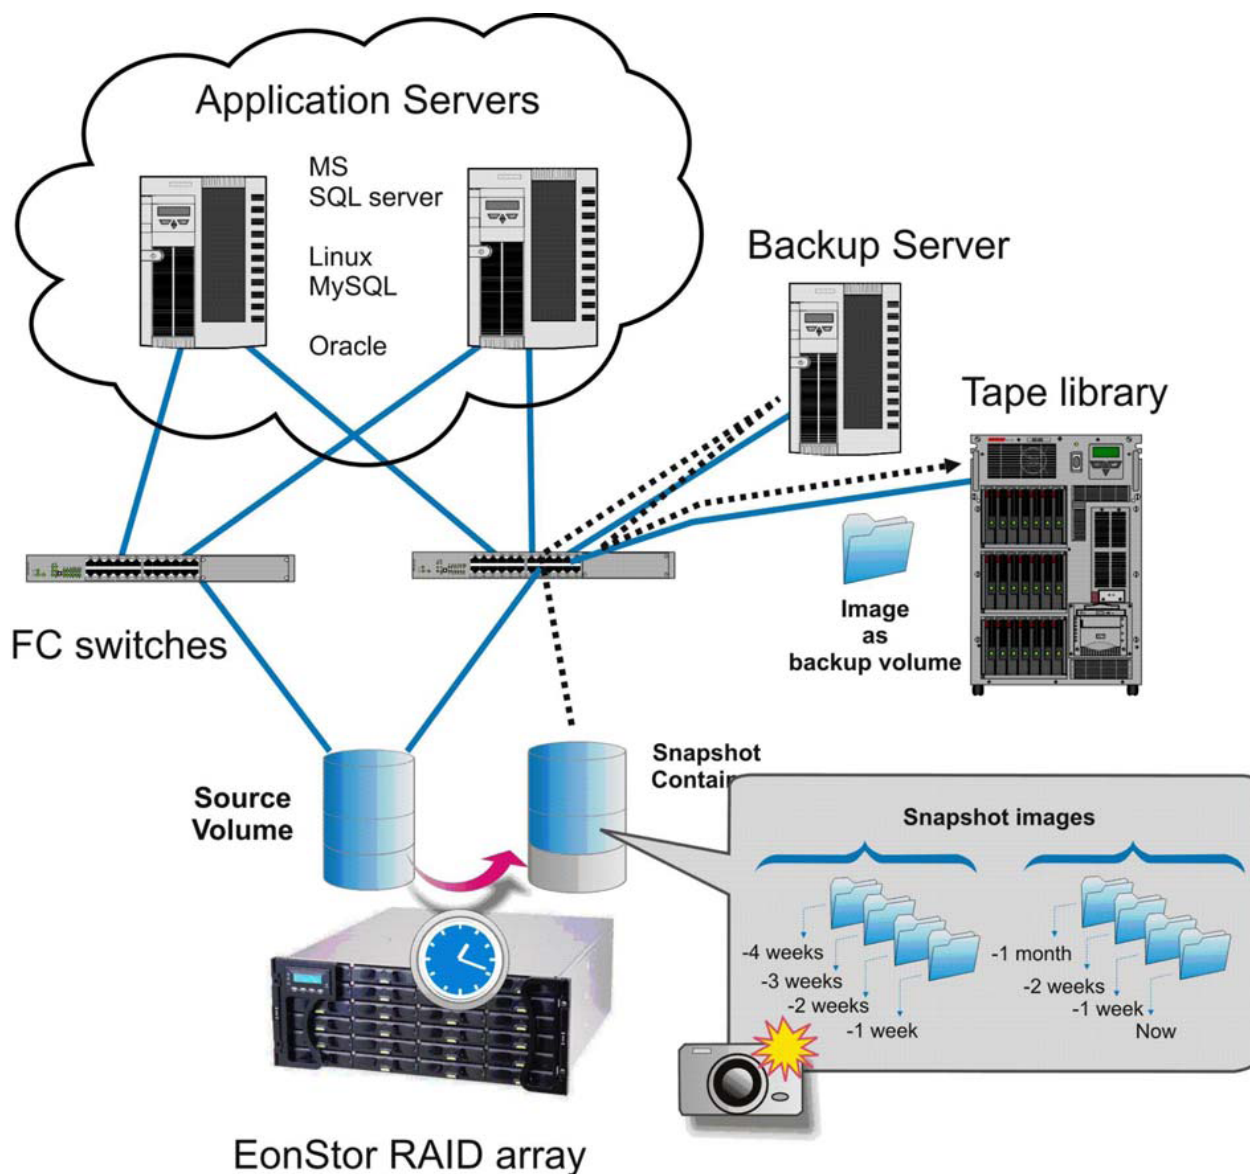 Application Servers
MS
SQL server
Linux
MySQL
Oracle
Backup Server
Tape library
FC switches
Image
as
backup volume
Source
Volume
Snapshot
Contain
Snapshot images
-4 weeks
-3 weeks
-2 weeks
-1 week
-1 month
-2 weeks
-1 week
Now
EonStor RAID array